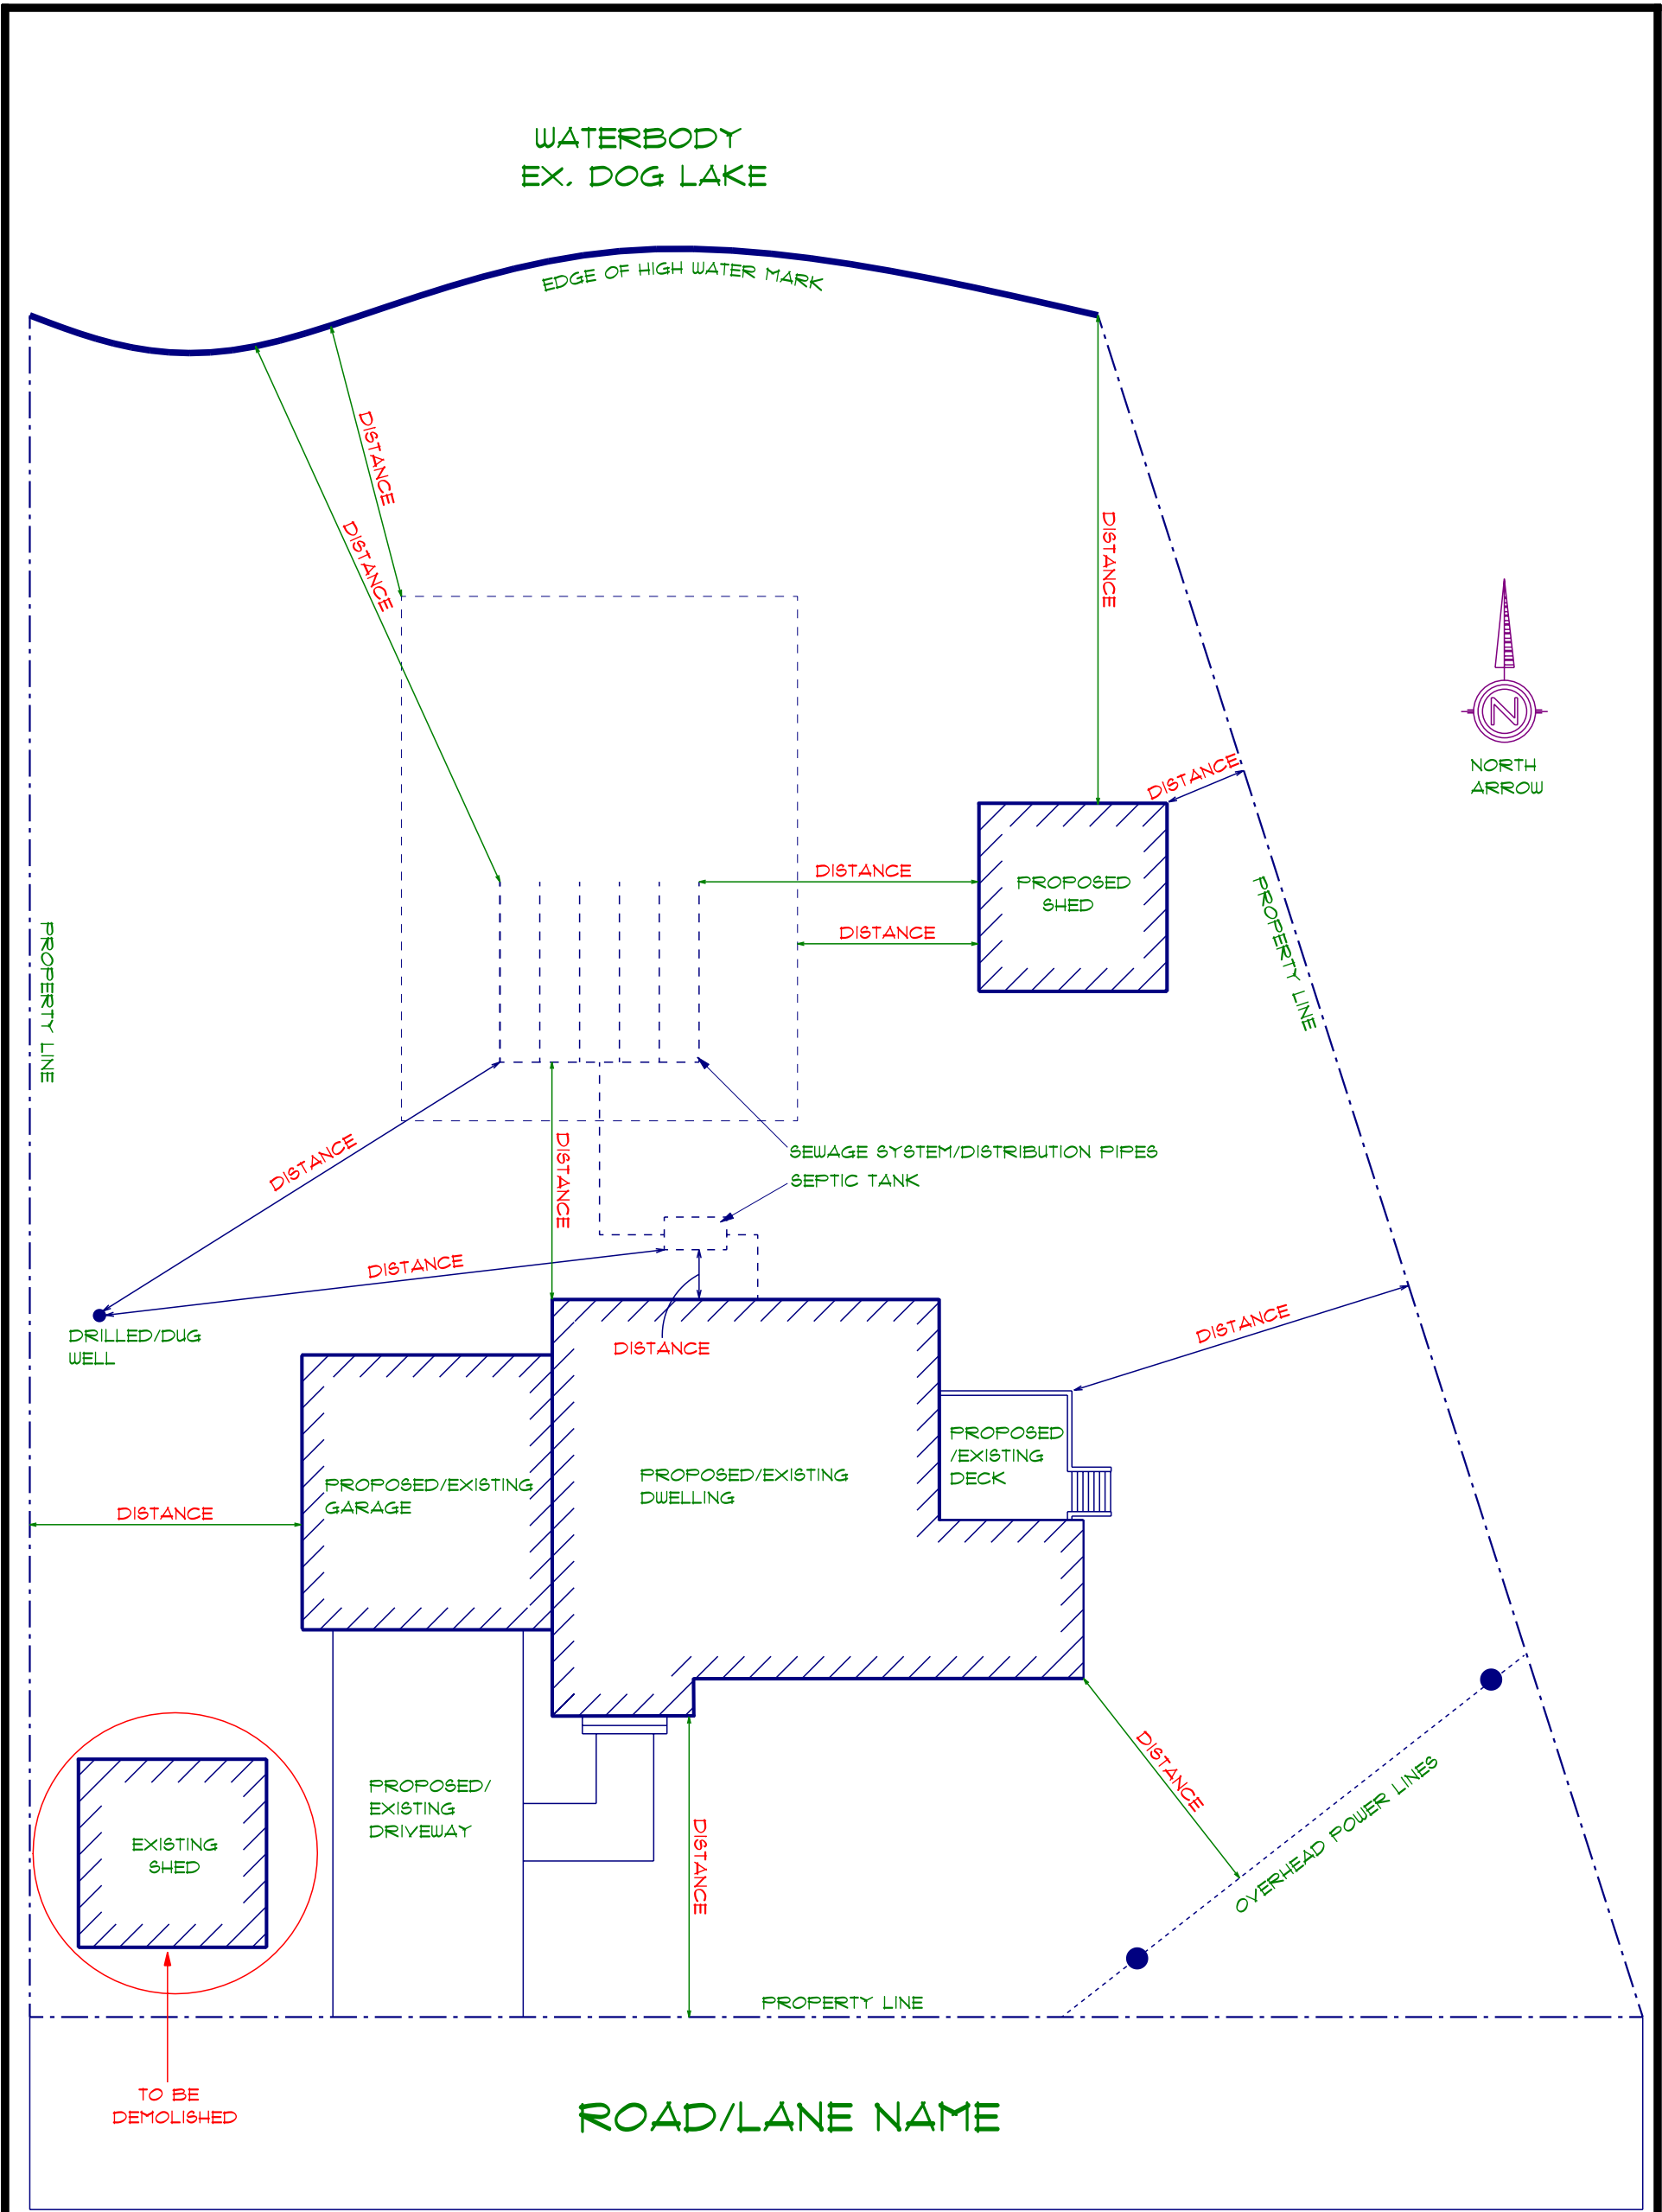 WATERBODY
EX. DOG LAKE
EDGE OF HIGH WATER MARK
DISTANCE
DISTANCE
DISTANCE
N
NORTH
ARROW
DISTANCE
DISTANCE
PROPOSED
SHED
DISTANCE
PROPERTY LINE
PROPERTY LINE
DISTANCE
DISTANCE
SEWAGE SYSTEM/DISTRIBUTION PIPES
SEPTIC TANK
DISTANCE
DRILLED/DUG
WELL
DISTANCE
DISTANCE
PROPOSED
/EXISTING
DECK
PROPOSED/EXISTING
GARAGE
PROPOSED/EXISTING
DWELLING
DISTANCE
DISTANCE
OVERHEAD POWER LINES
PROPOSED/
EXISTING
DRIVEWAY
EXISTING
SHED
DISTANCE
PROPERTY LINE
TO BE
DEMOLISHED
ROAD/LANE NAME